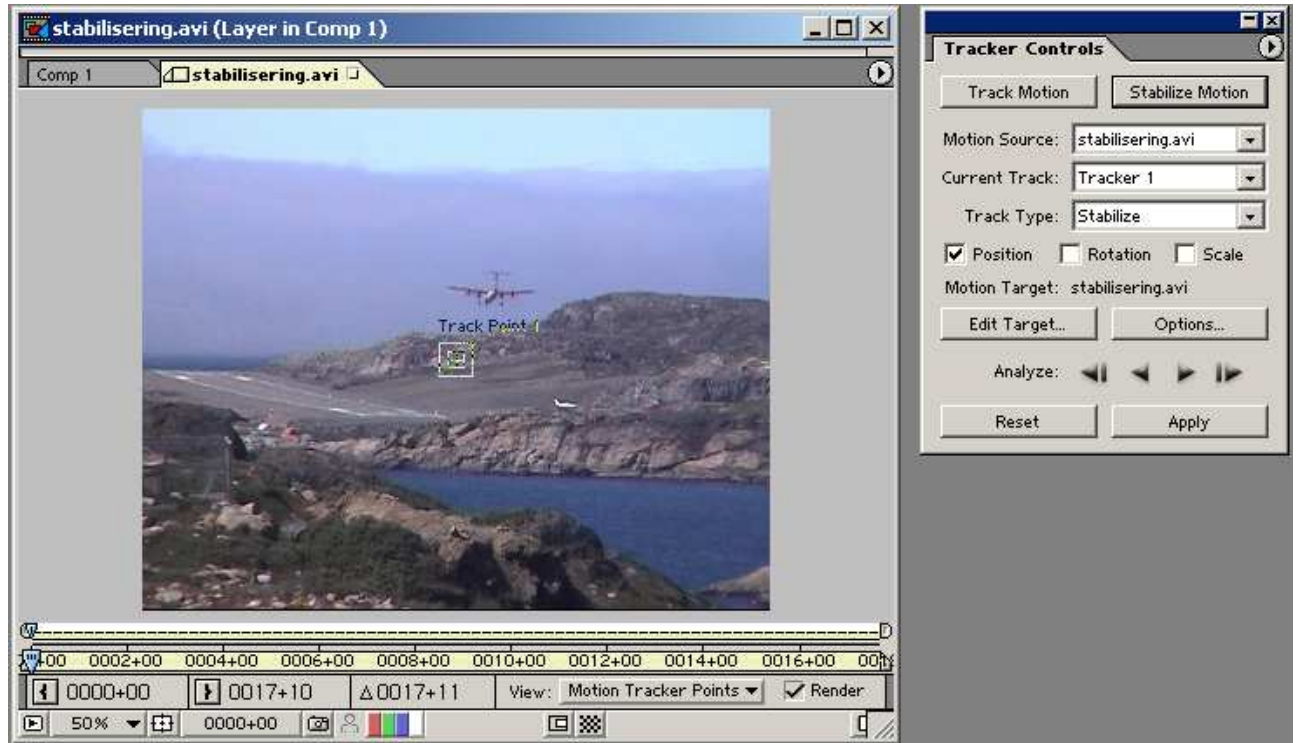 stabilisering.avi (Layer in Comp 1)
Comp 1
stabilisering.avi
Track Point 1
0002+00 0004+00 0006+00 0008+00 0010+00 0012+00 0014+00 0016+00
0000+00 0017+10 Δ0017+11 View: Motion Tracker Points Render
50% 0000+00
Tracker Controls
Track Motion Stabilize Motion
Motion Source: stabilisering.avi
Current Track: Tracker 1
Track Type: Stabilize
Position Rotation Scale
Motion Target: stabilisering.avi
Edit Target... Options...
Analyze:
Reset Apply